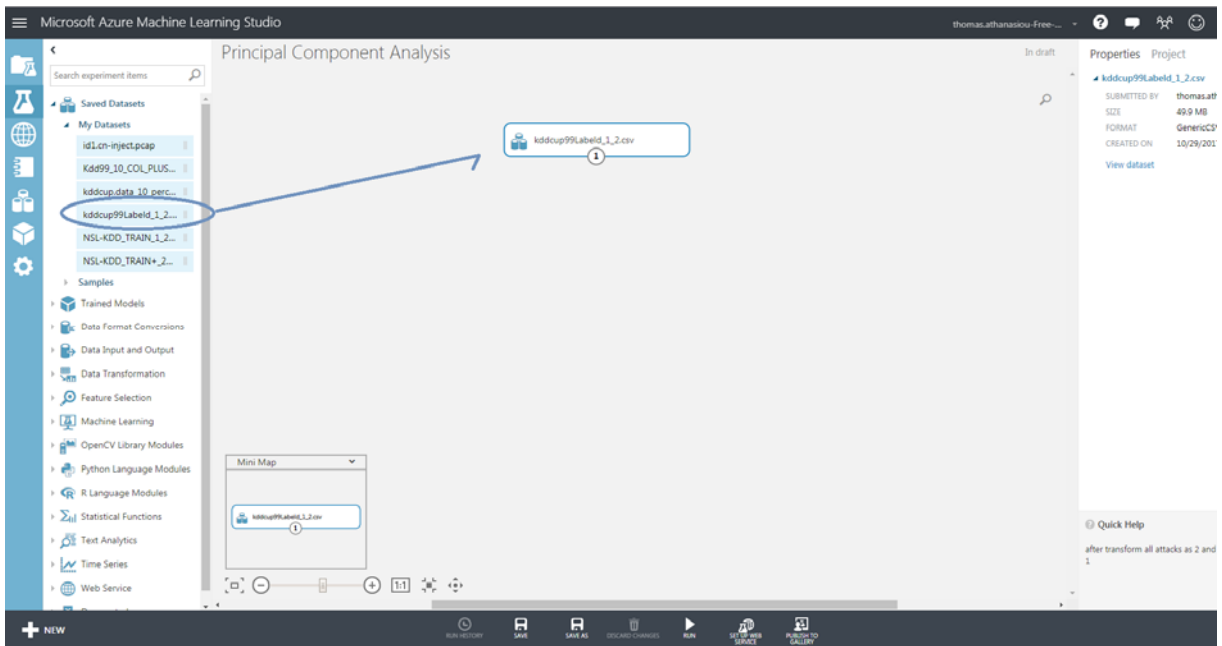 Microsoft Azure Machine Learning Studio
thomas.athanasiou-Free-...
Search experiment items
Saved Datasets
My Datasets
id1.cn-inject.pcap
Kdd99_10_COL_PLUS...
kddcup.data_10_perc...
kddcup99Labeld_1_2....
NSL-KDD_TRAIN_1_2...
NSL-KDD_TRAIN+_2...
Samples
Trained Models
Data Format Conversions
Data Input and Output
Data Transformation
Feature Selection
Machine Learning
OpenCV Library Modules
Python Language Modules
R Language Modules
Statistical Functions
Text Analytics
Time Series
Web Service
Principal Component Analysis
In draft
kddcup99Labeld_1_2.csv
1
Mini Map
kddcup99Labeld_1_2.csv
1
1:1
Properties Project
kddcup99Labeld_1_2.csv
SUBMITTED BY thomas.ath
SIZE 49.9 MB
FORMAT GenericCSV
CREATED ON 10/29/201
View dataset
Quick Help
after transform all attacks as 2 and
1
NEW
RUN HISTORY
SAVE
SAVE AS
DISCARD CHANGES
RUN
SET UP WEB SERVICE
PUBLISH TO GALLERY